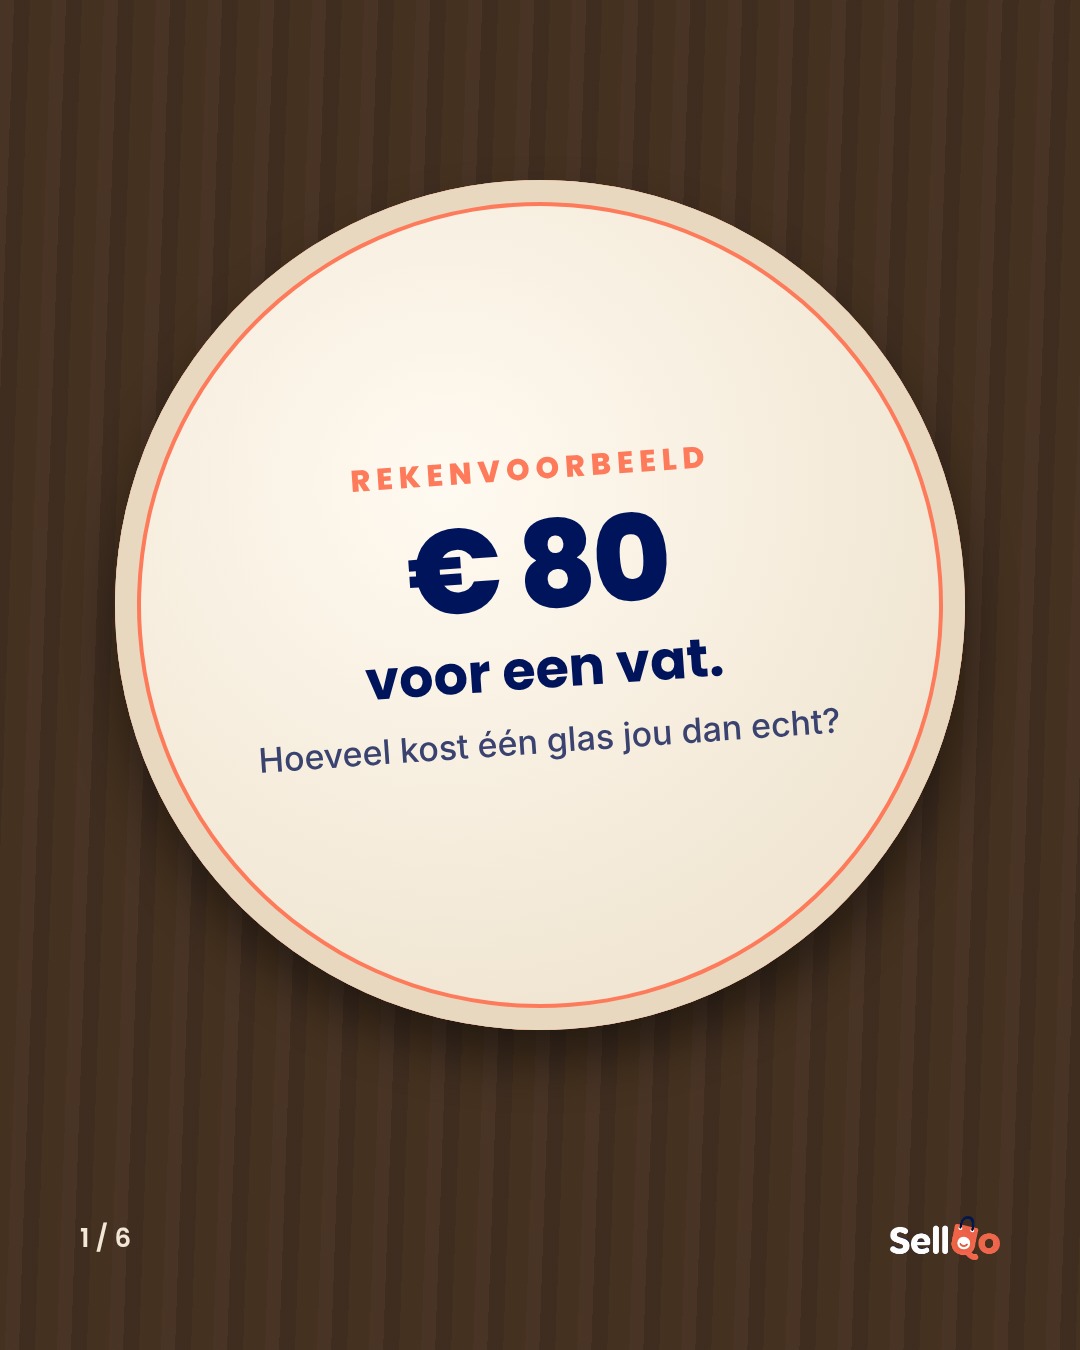 REKENVOORBEELD
€ 80
voor een vat.
Hoeveel kost één glas jou dan echt?
1 / 6
SellQo